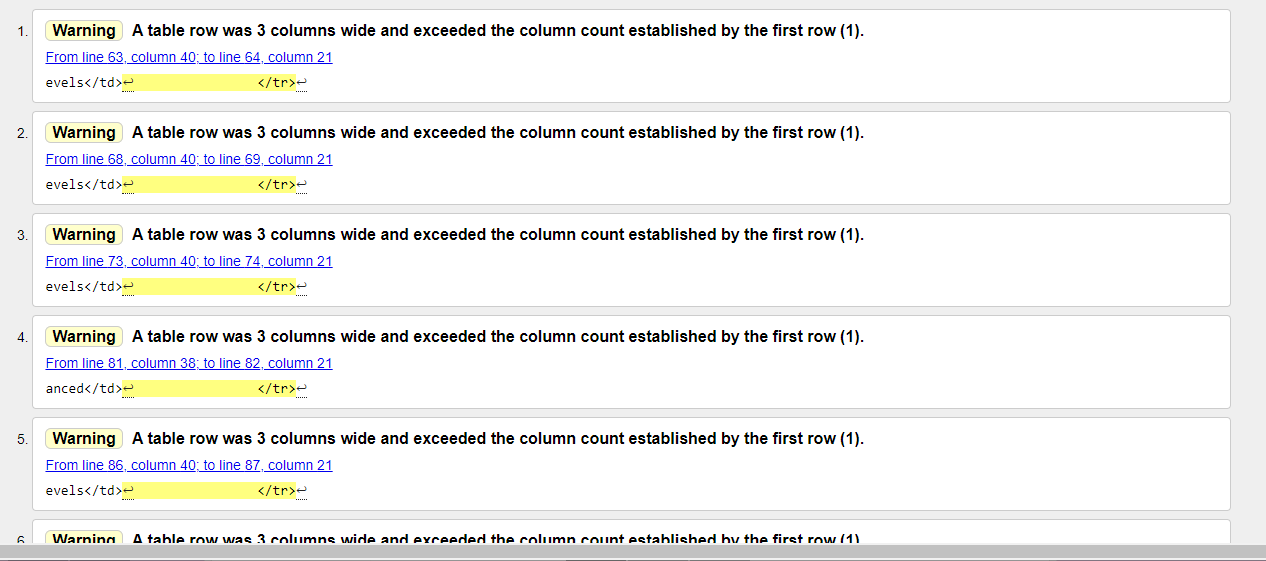 1. Warning A table row was 3 columns wide and exceeded the column count established by the first row (1).
From line 63, column 40; to line 64, column 21
evels</td>↩ </tr>↩
2. Warning A table row was 3 columns wide and exceeded the column count established by the first row (1).
From line 68, column 40; to line 69, column 21
evels</td>↩ </tr>↩
3. Warning A table row was 3 columns wide and exceeded the column count established by the first row (1).
From line 73, column 40; to line 74, column 21
evels</td>↩ </tr>↩
4. Warning A table row was 3 columns wide and exceeded the column count established by the first row (1).
From line 81, column 38; to line 82, column 21
anced</td>↩ </tr>↩
5. Warning A table row was 3 columns wide and exceeded the column count established by the first row (1).
From line 86, column 40; to line 87, column 21
evels</td>↩ </tr>↩
6. Warning A table row was 3 columns wide and exceeded the column count established by the first row (1).